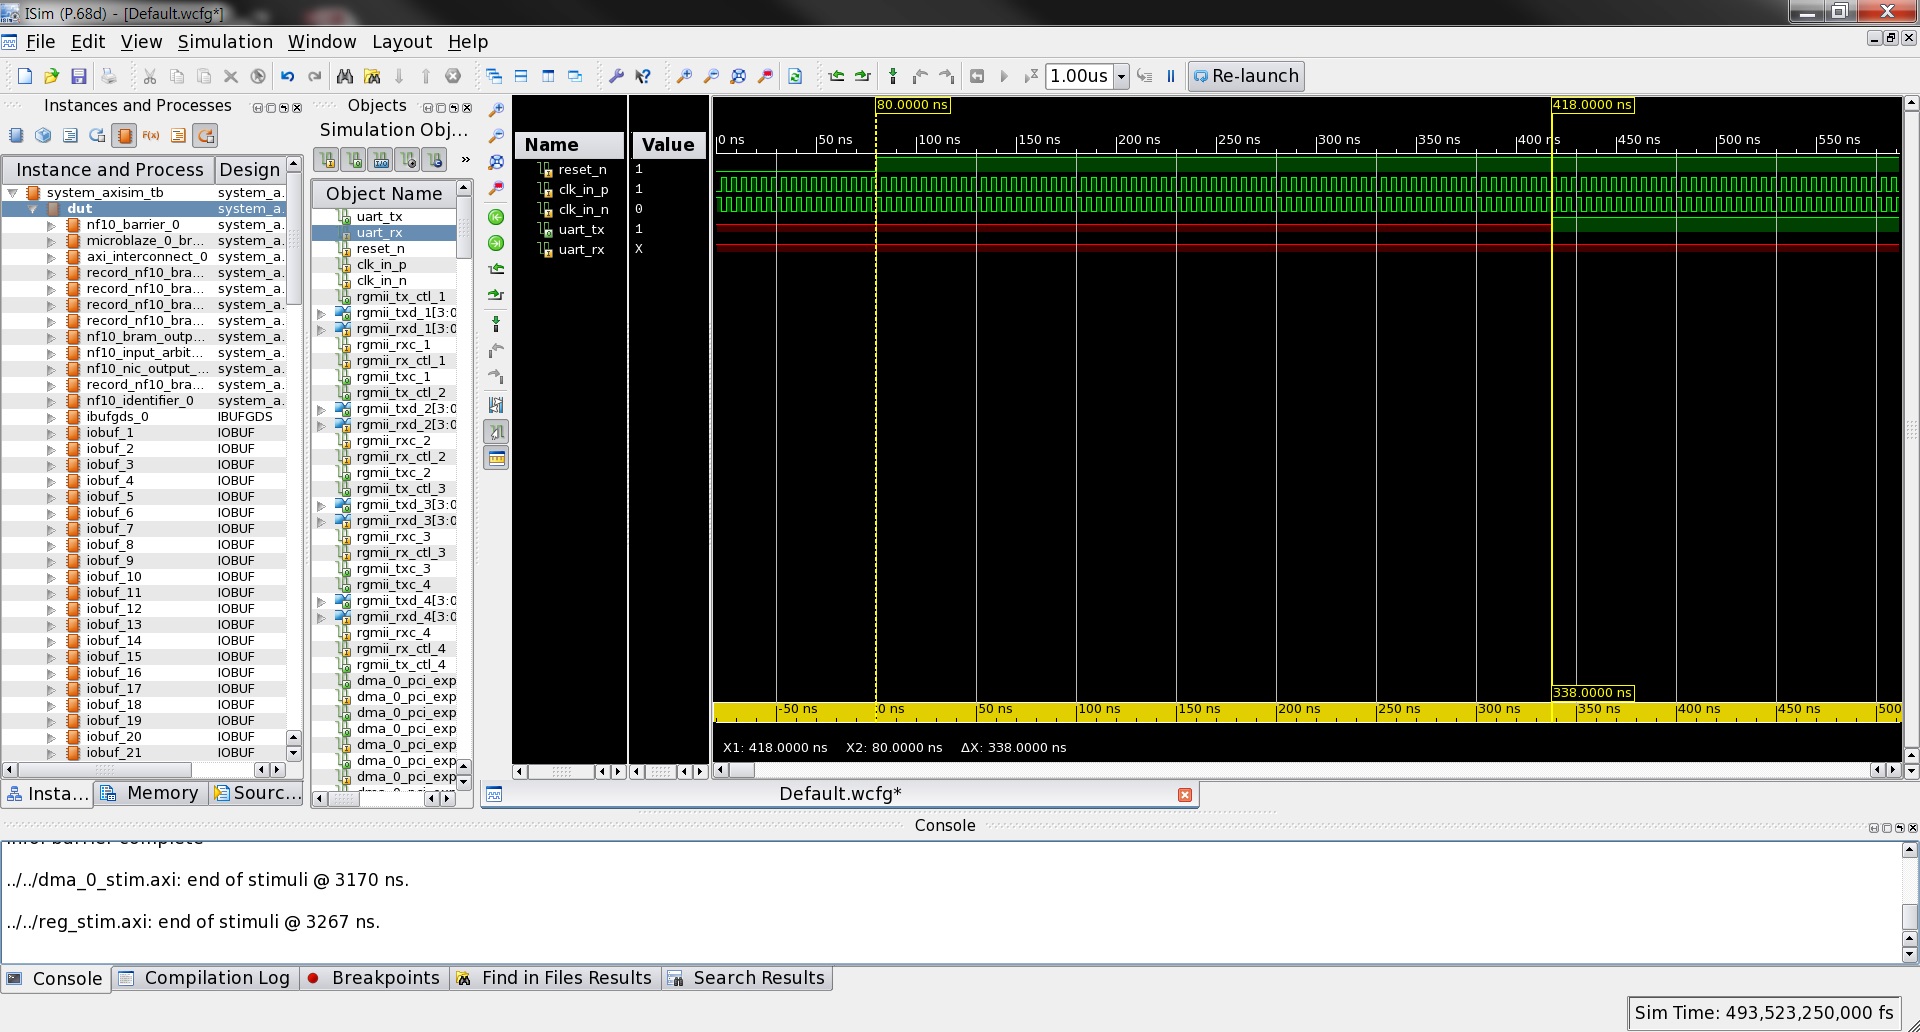 ISim (P.68d) - [Default.wcfg*]
File Edit View Simulation Window Layout Help
1.00us Re-launch
Instances and Processes
Instance and Process Design
system_axisim_tb system_a...
dut system_a...
nf10_barrier_0 system_a...
microblaze_0_br... system_a...
axi_interconnect_0 system_a...
record_nf10_bra... system_a...
record_nf10_bra... system_a...
record_nf10_bra... system_a...
record_nf10_bra... system_a...
nf10_bram_outp... system_a...
nf10_input_arbit... system_a...
nf10_nic_output_... system_a...
record_nf10_bra... system_a...
nf10_identifier_0 system_a...
ibufgds_0 IBUFGDS
iobuf_1 IOBUF
iobuf_2 IOBUF
iobuf_3 IOBUF
iobuf_4 IOBUF
iobuf_5 IOBUF
iobuf_6 IOBUF
iobuf_7 IOBUF
iobuf_8 IOBUF
iobuf_9 IOBUF
iobuf_10 IOBUF
iobuf_11 IOBUF
iobuf_12 IOBUF
iobuf_13 IOBUF
iobuf_14 IOBUF
iobuf_15 IOBUF
iobuf_16 IOBUF
iobuf_17 IOBUF
iobuf_18 IOBUF
iobuf_19 IOBUF
iobuf_20 IOBUF
iobuf_21 IOBUF
Insta... Memory Sourc...
Objects
Simulation Obj...
»
Object Name
uart_tx
uart_rx
reset_n
clk_in_p
clk_in_n
rgmii_tx_ctl_1
rgmii_txd_1[3:0
rgmii_rxd_1[3:0
rgmii_rxc_1
rgmii_rx_ctl_1
rgmii_txc_1
rgmii_tx_ctl_2
rgmii_txd_2[3:0
rgmii_rxd_2[3:0
rgmii_rxc_2
rgmii_rx_ctl_2
rgmii_txc_2
rgmii_tx_ctl_3
rgmii_txd_3[3:0
rgmii_rxd_3[3:0
rgmii_rxc_3
rgmii_rx_ctl_3
rgmii_txc_3
rgmii_txc_4
rgmii_txd_4[3:0
rgmii_rxd_4[3:0
rgmii_rxc_4
rgmii_rx_ctl_4
rgmii_tx_ctl_4
dma_0_pci_exp
dma_0_pci_exp
dma_0_pci_exp
dma_0_pci_exp
dma_0_pci_exp
dma_0_pci_exp
dma_0_pci_exp
Name Value
reset_n 1
clk_in_p 1
clk_in_n 0
uart_tx 1
uart_rx X
80.0000 ns 418.0000 ns
0 ns 50 ns 100 ns 150 ns 200 ns 250 ns 300 ns 350 ns 400 ns 450 ns 500 ns 550 ns
338.0000 ns
-50 ns 0 ns 50 ns 100 ns 150 ns 200 ns 250 ns 300 ns 350 ns 400 ns 450 ns 500
X1: 418.0000 ns X2: 80.0000 ns ΔX: 338.0000 ns
Default.wcfg*
Console
info: barrier complete
../../dma_0_stim.axi: end of stimuli @ 3170 ns.
../../reg_stim.axi: end of stimuli @ 3267 ns.
Console Compilation Log Breakpoints Find in Files Results Search Results
Sim Time: 493,523,250,000 fs